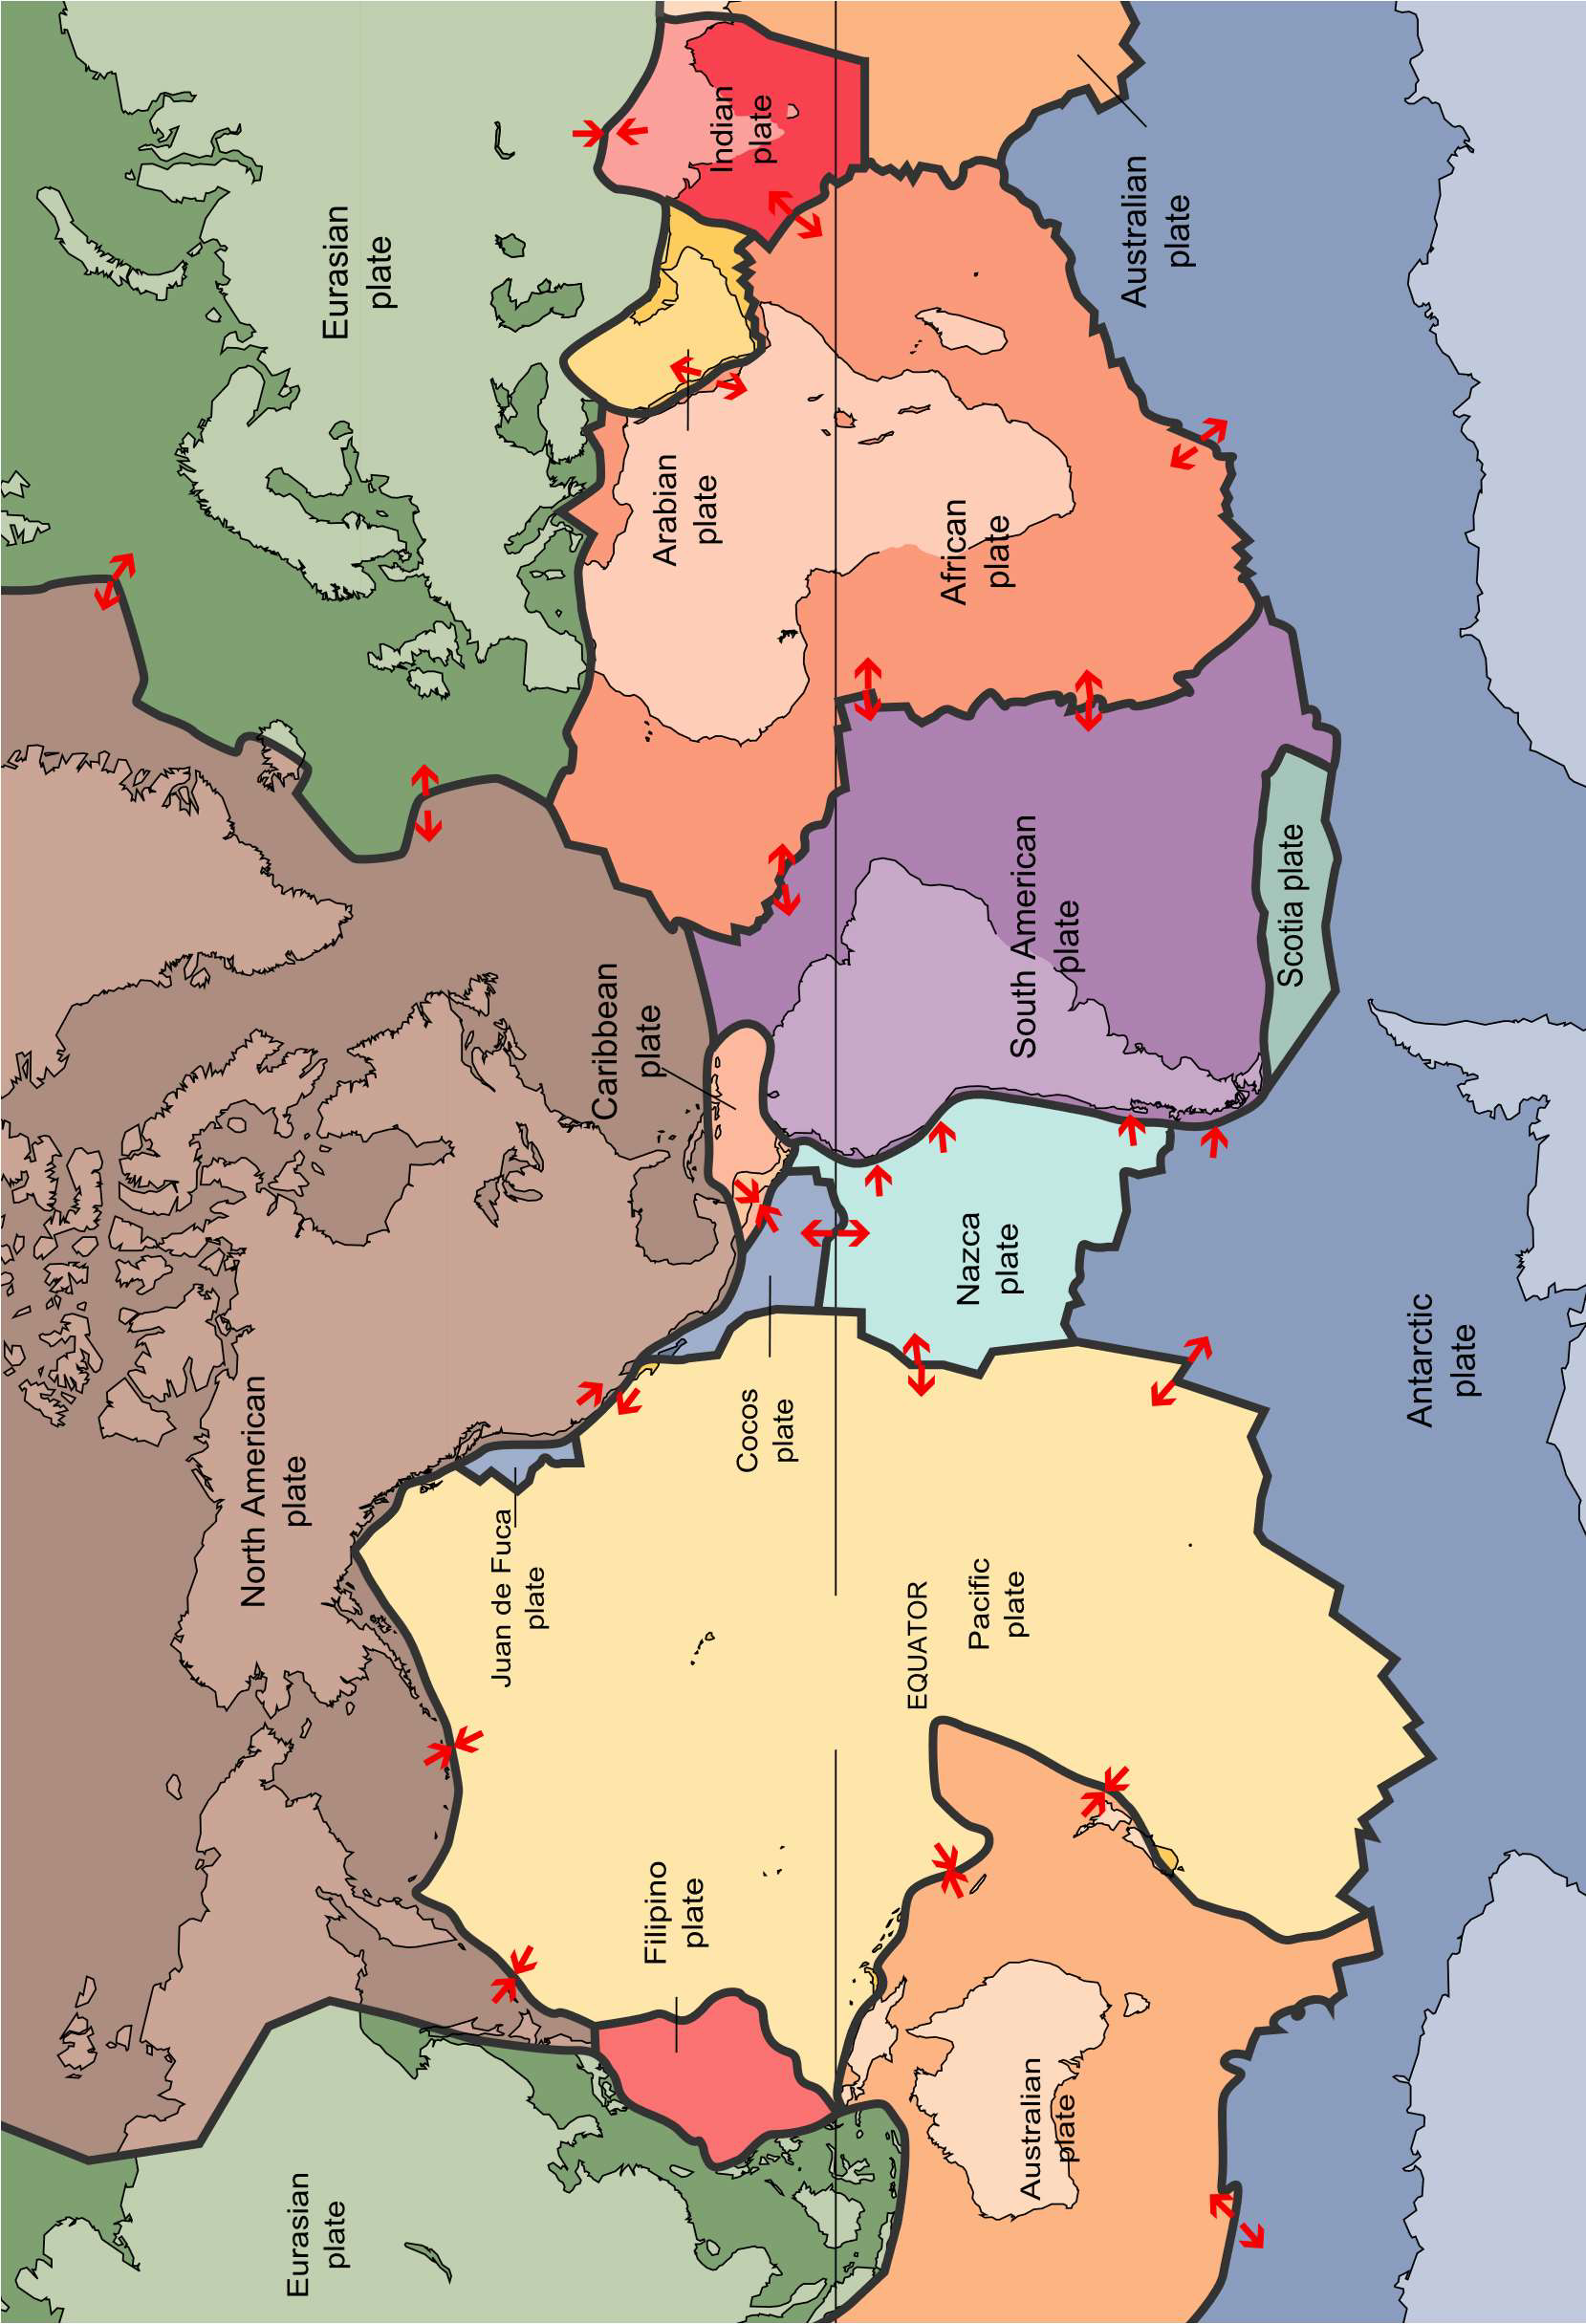 Eurasian
plate
North American
plate
Eurasian
plate
Juan de Fuca
plate
Caribbean
plate
Filipino
plate
Arabian
plate
Indian
plate
Cocos
plate
EQUATOR
Pacific
plate
Nazca
plate
South American
plate
African
plate
Australian
plate
Australian
plate
Scotia plate
Antarctic
plate